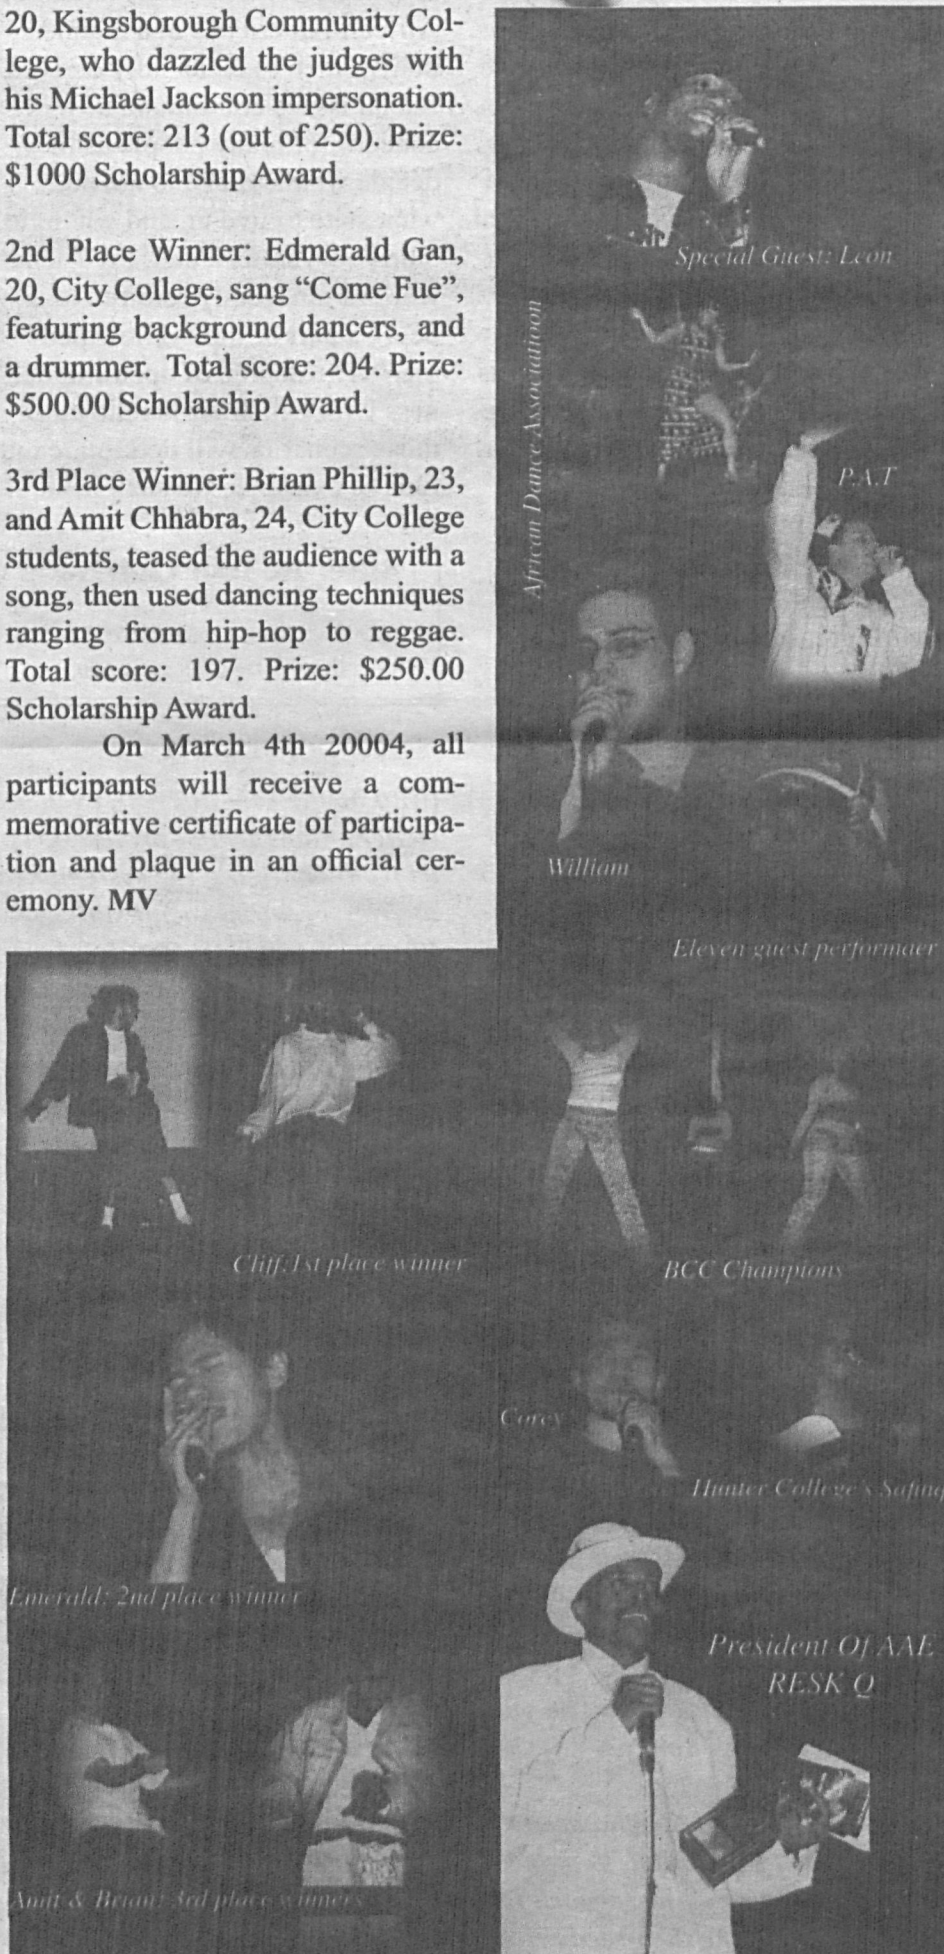 20, Kingsborough Community Col-
lege, who dazzled the judges with
his Michael Jackson impersonation.
Total score: 213 (out of 250). Prize:
$1000 Scholarship Award.
2nd Place Winner: Edmerald Gan,
20, City College, sang “Come Fue”,
featuring background dancers, and
a drummer. Total score: 204. Prize:
$500.00 Scholarship Award.
3rd Place Winner: Brian Phillip, 23,
and Amit Chhabra, 24, City College
students, teased the audience with a
song, then used dancing techniques
ranging from hip-hop to reggae.
Total score: 197. Prize: $250.00
Scholarship Award.
On March 4th 20004, all
participants will receive a com-
memorative certificate of participa-
tion and plaque in an official cer-
emony. MV
Special Guest: Leon
African Dance Associatioon
P.A.T
William
Eleven guest performaer
Cliff:1st place winner
BCC Champions
Corey
Hunter College's
Emerald: 2nd place winner
President Of AAE
RESK Q
Amit & Brian: 3rd place winners